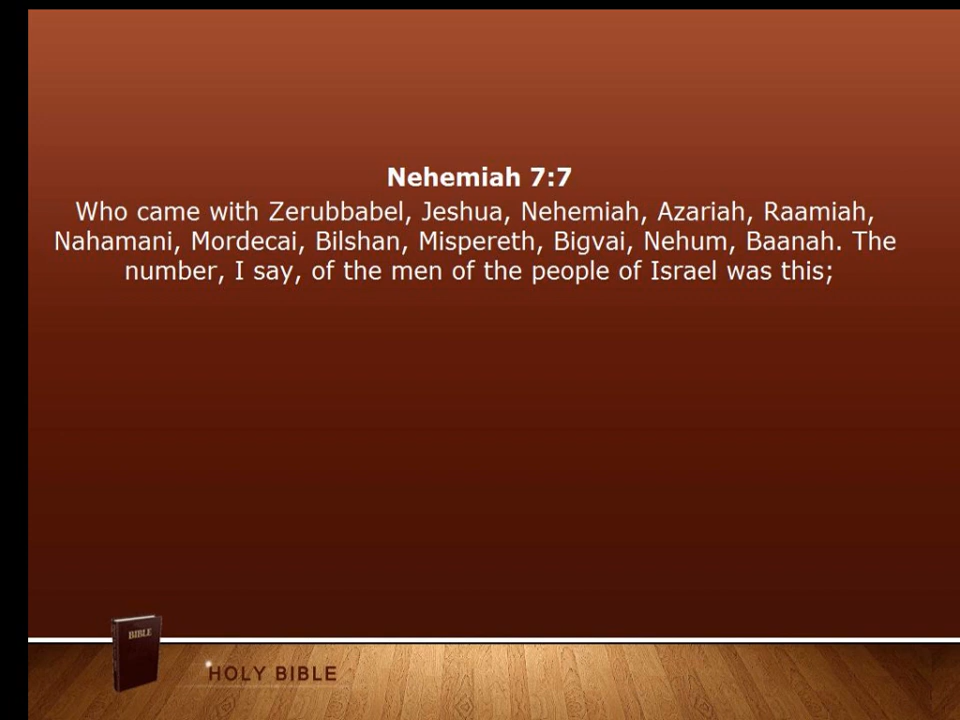 Nehemiah 7:7
Who came with Zerubbabel, Jeshua, Nehemiah, Azariah, Raamiah,
Nahamani, Mordecai, Bilshan, Mispereth, Bigvai, Nehum, Baanah. The
number, I say, of the men of the people of Israel was this;
BIBLE
HOLY BIBLE